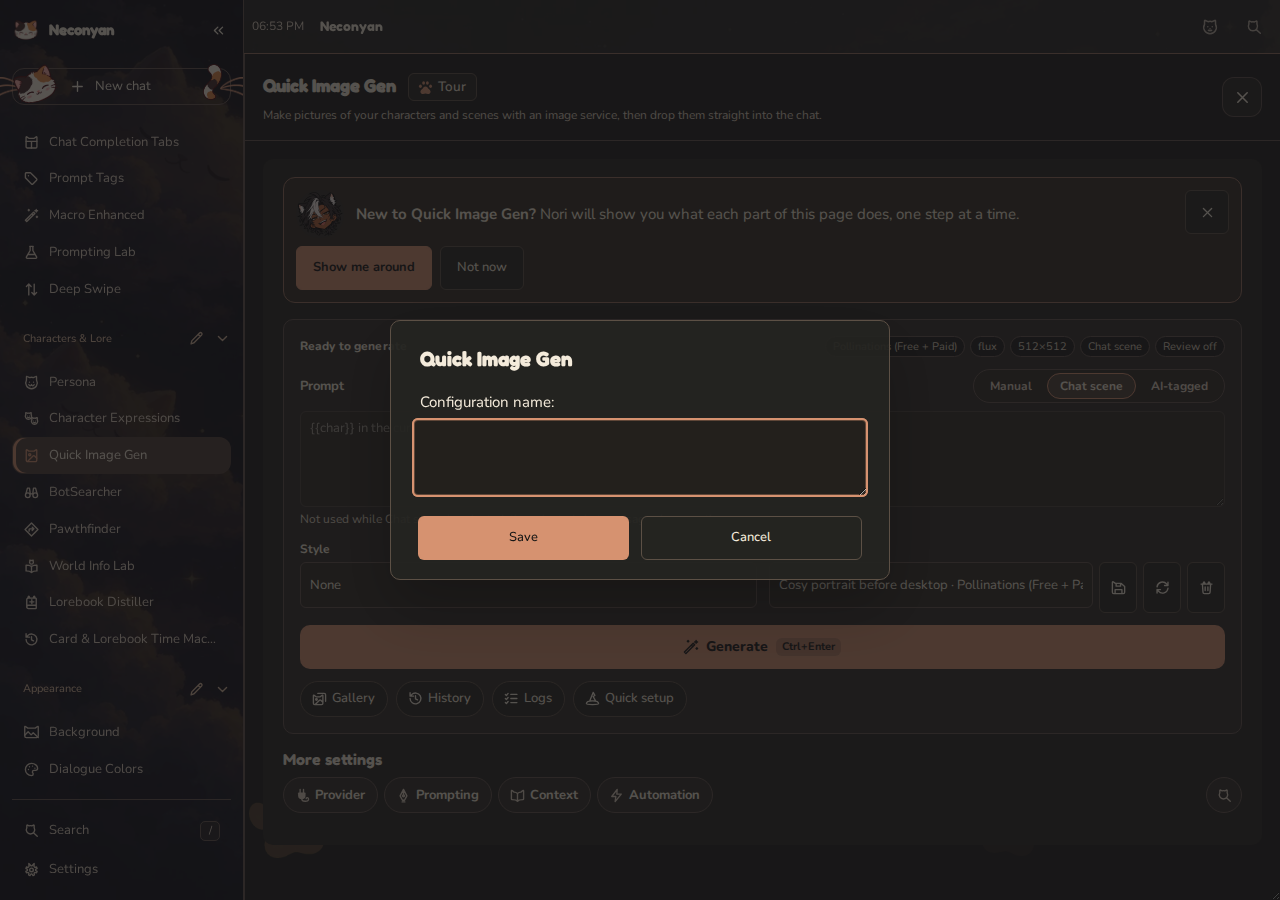 Neconyan
06:53 PM Neconyan
New chat
Chat Completion Tabs
Prompt Tags
Macro Enhanced
Prompting Lab
Deep Swipe
Characters & Lore
Persona
Character Expressions
Quick Image Gen
BotSearcher
Pawthfinder
World Info Lab
Lorebook Distiller
Card & Lorebook Time Mac...
Appearance
Background
Dialogue Colors
Search /
Settings
Quick Image Gen Tour
Make pictures of your characters and scenes with an image service, then drop them straight into the chat.
New to Quick Image Gen? Nori will show you what each part of this page does, one step at a time.
Show me around Not now
Ready to generate (Free + Paid) flux 512×512 Chat scene Review off
Prompt Manual Chat scene AI-tagged
{{char}} in the
Not used while
Style
None Cosy portrait before desktop · Pollinations (Free + Pa
Generate Ctrl+Enter
Gallery History Logs Quick setup
More settings
Provider Prompting Context Automation
Quick Image Gen
Configuration name:
Save Cancel